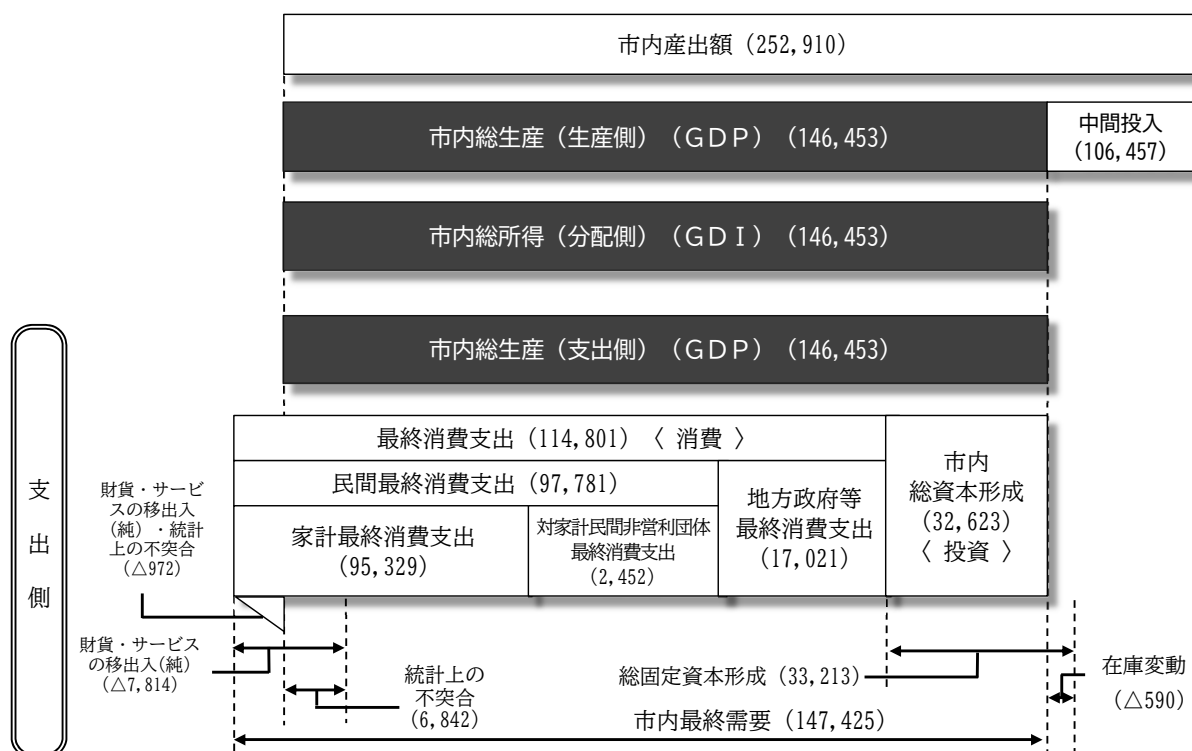 市内産出額（252,910）
市内総生産（生産側）（ＧＤＰ）（146,453）
中間投入
(106,457)
市内総所得（分配側）（ＧＤＩ）（146,453）
市内総生産（支出側）（ＧＤＰ）（146,453）
支出側
財貨・サービ
スの移出入
（純）・統計
上の不突合
（△972）
最終消費支出（114,801）〈 消費 〉
民間最終消費支出（97,781）
家計最終消費支出
（95,329）
対家計民間非営利団体
最終消費支出
（2,452）
地方政府等
最終消費支出
（17,021）
市内
総資本形成
（32,623）
〈 投資 〉
財貨・サービス
の移出入(純)
（△7,814）
統計上の
不突合
（6,842）
総固定資本形成（33,213）
在庫変動
（△590）
市内最終需要（147,425）